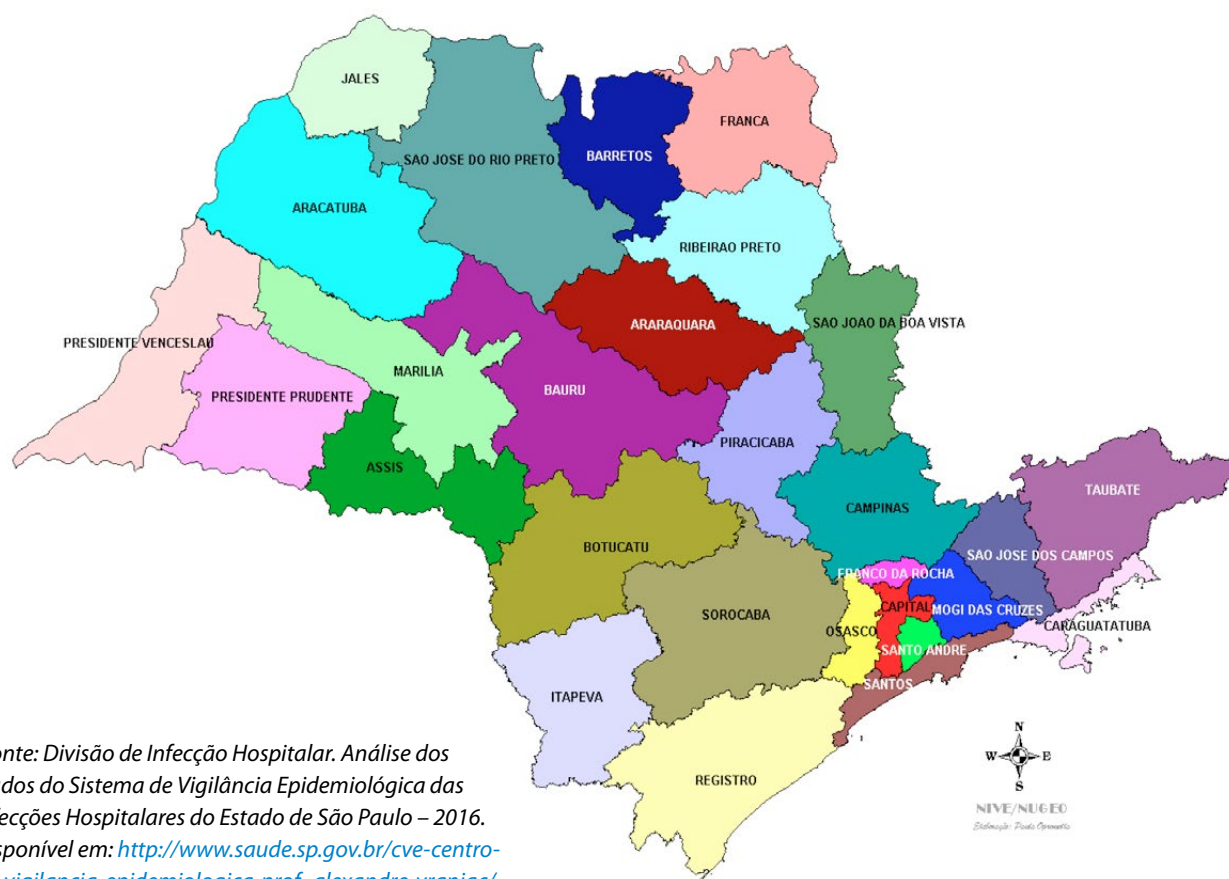 JALES
FRANCA
BARRETOS
SAO JOSE DO RIO PRETO
ARACATUBA
RIBEIRAO PRETO
ARARAQUARA
SAO JOAO DA BOA VISTA
PRESIDENTE VENCESLAU
MARILIA
BAURU
PRESIDENTE PRUDENTE
PIRACICABA
ASSIS
TAUBATE
CAMPINAS
BOTUCATU
SAO JOSE DOS CAMPOS
FRANCO DA ROCHA
CAPITAL
MOGI DAS CRUZES
SOROCABA
CARAGUATATUBA
OSASCO
SANTO ANDRE
SANTOS
ITAPEVA
REGISTRO
N
W E
S
NIVE/NUGEO
Elaboração: Paula
onte: Divisão de Infecção Hospitalar. Análise dos
ados do Sistema de Vigilância Epidemiológica das
fecções Hospitalares do Estado de São Paulo – 2016.
sponível em: http://www.saude.sp.gov.br/cve-centro-